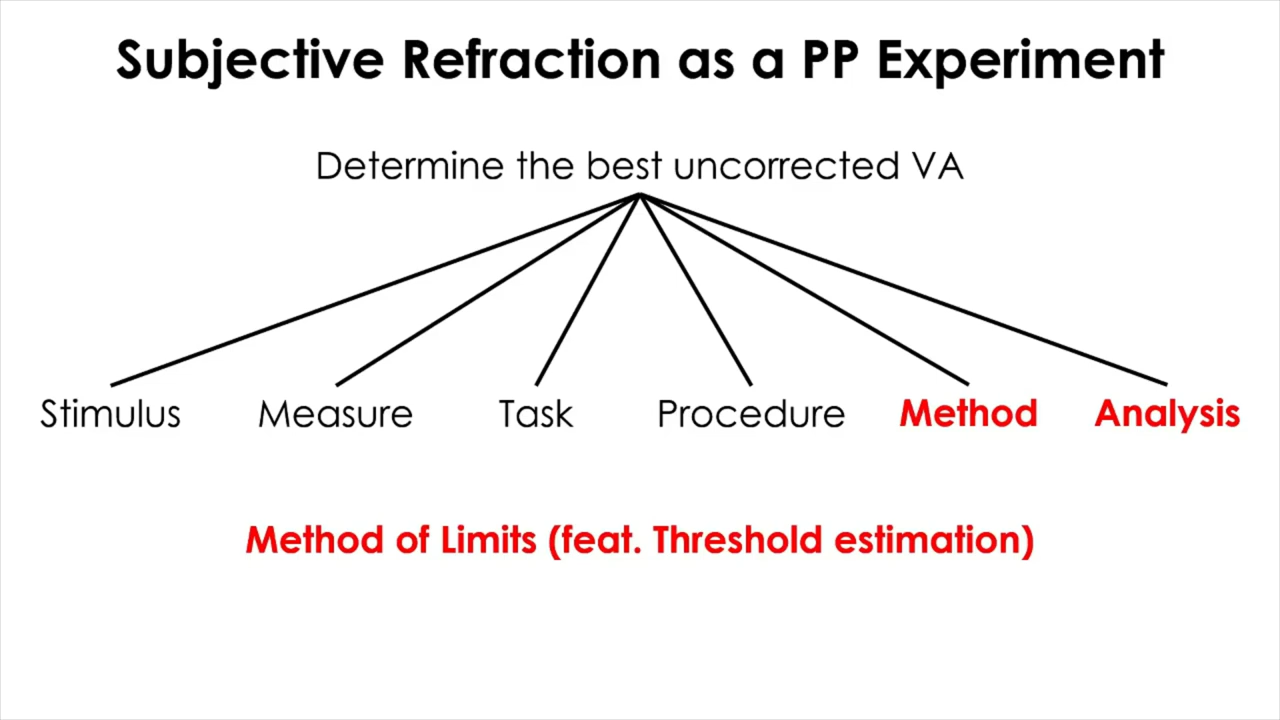 Subjective Refraction as a PP Experiment
Determine the best uncorrected VA
Stimulus Measure Task Procedure Method Analysis
Method of Limits (feat. Threshold estimation)